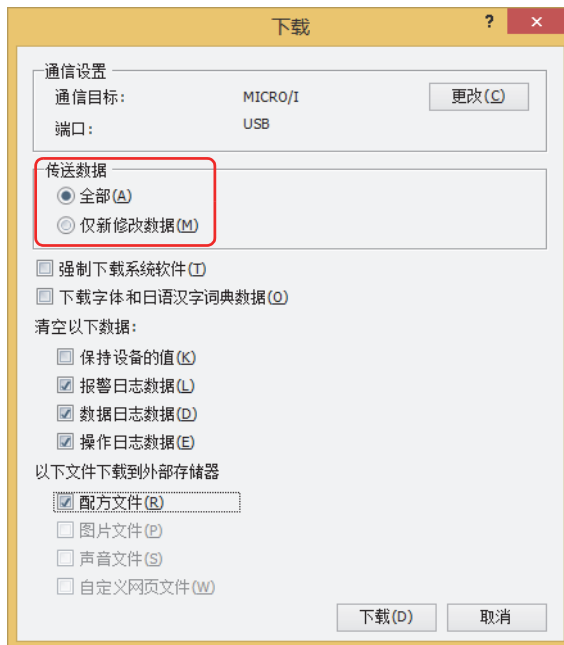 下载
? ×
通信设置
通信目标: MICRO/I 更改(C)
端口: USB
传送数据
全部(A)
仅新修改数据(M)
强制下载系统软件(T)
下载字体和日语汉字词典数据(O)
清空以下数据:
保持设备的值(K)
报警日志数据(L)
数据日志数据(D)
操作日志数据(E)
以下文件下载到外部存储器
配方文件(R)
图片文件(P)
声音文件(S)
自定义网页文件(W)
下载(D) 取消